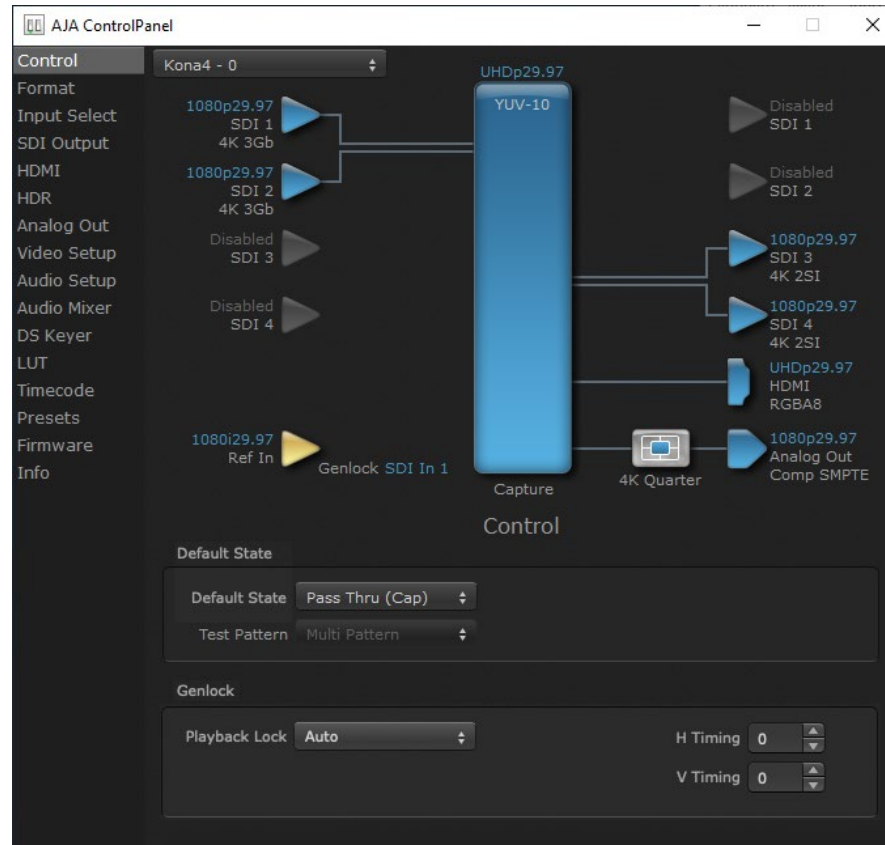 AJA ControlPanel
Control
Format
Input Select
SDI Output
HDMI
HDR
Analog Out
Video Setup
Audio Setup
Audio Mixer
DS Keyer
LUT
Timecode
Presets
Firmware
Info
Kona4 - 0
1080p29.97
SDI 1
4K 3Gb
1080p29.97
SDI 2
4K 3Gb
Disabled
SDI 3
Disabled
SDI 4
1080i29.97
Ref In
Genlock SDI In 1
UHDp29.97
YUV-10
Capture
Disabled
SDI 1
Disabled
SDI 2
1080p29.97
SDI 3
4K 2SI
1080p29.97
SDI 4
4K 2SI
UHDp29.97
HDMI
RGBA8
4K Quarter
1080p29.97
Analog Out
Comp SMPTE
Control
Default State
Default State Pass Thru (Cap)
Test Pattern Multi Pattern
Genlock
Playback Lock Auto
H Timing 0
V Timing 0